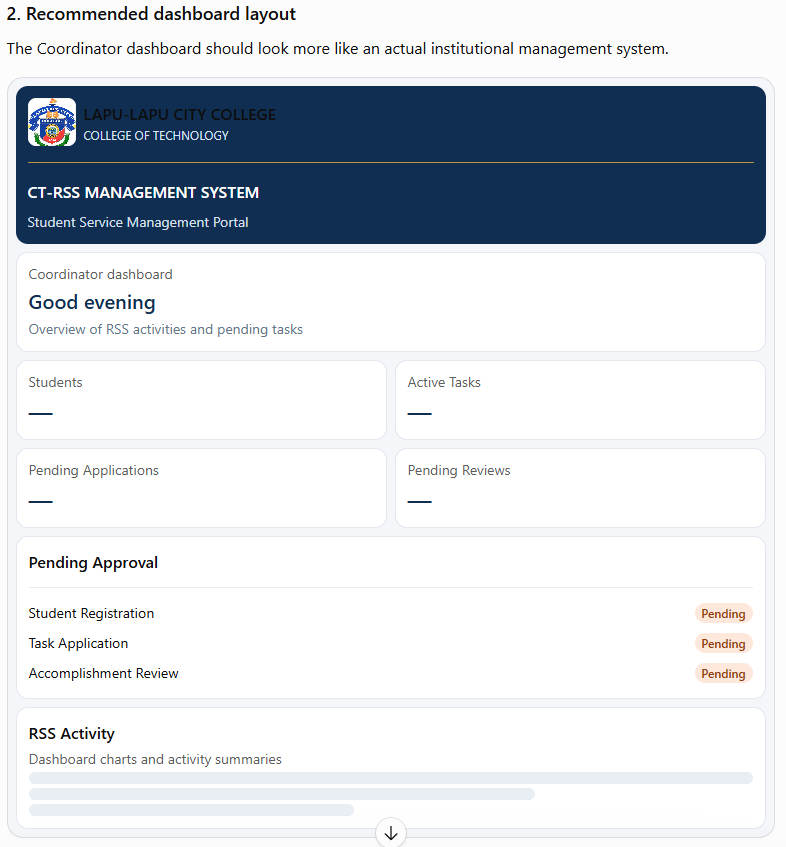 2. Recommended dashboard layout
The Coordinator dashboard should look more like an actual institutional management system.
LAPU-LAPU CITY COLLEGE
COLLEGE OF TECHNOLOGY
CT-RSS MANAGEMENT SYSTEM
Student Service Management Portal
Coordinator dashboard
Good evening
Overview of RSS activities and pending tasks
Students
Active Tasks
—
—
Pending Applications
Pending Reviews
—
—
Pending Approval
Student Registration
Pending
Task Application
Pending
Accomplishment Review
Pending
RSS Activity
Dashboard charts and activity summaries